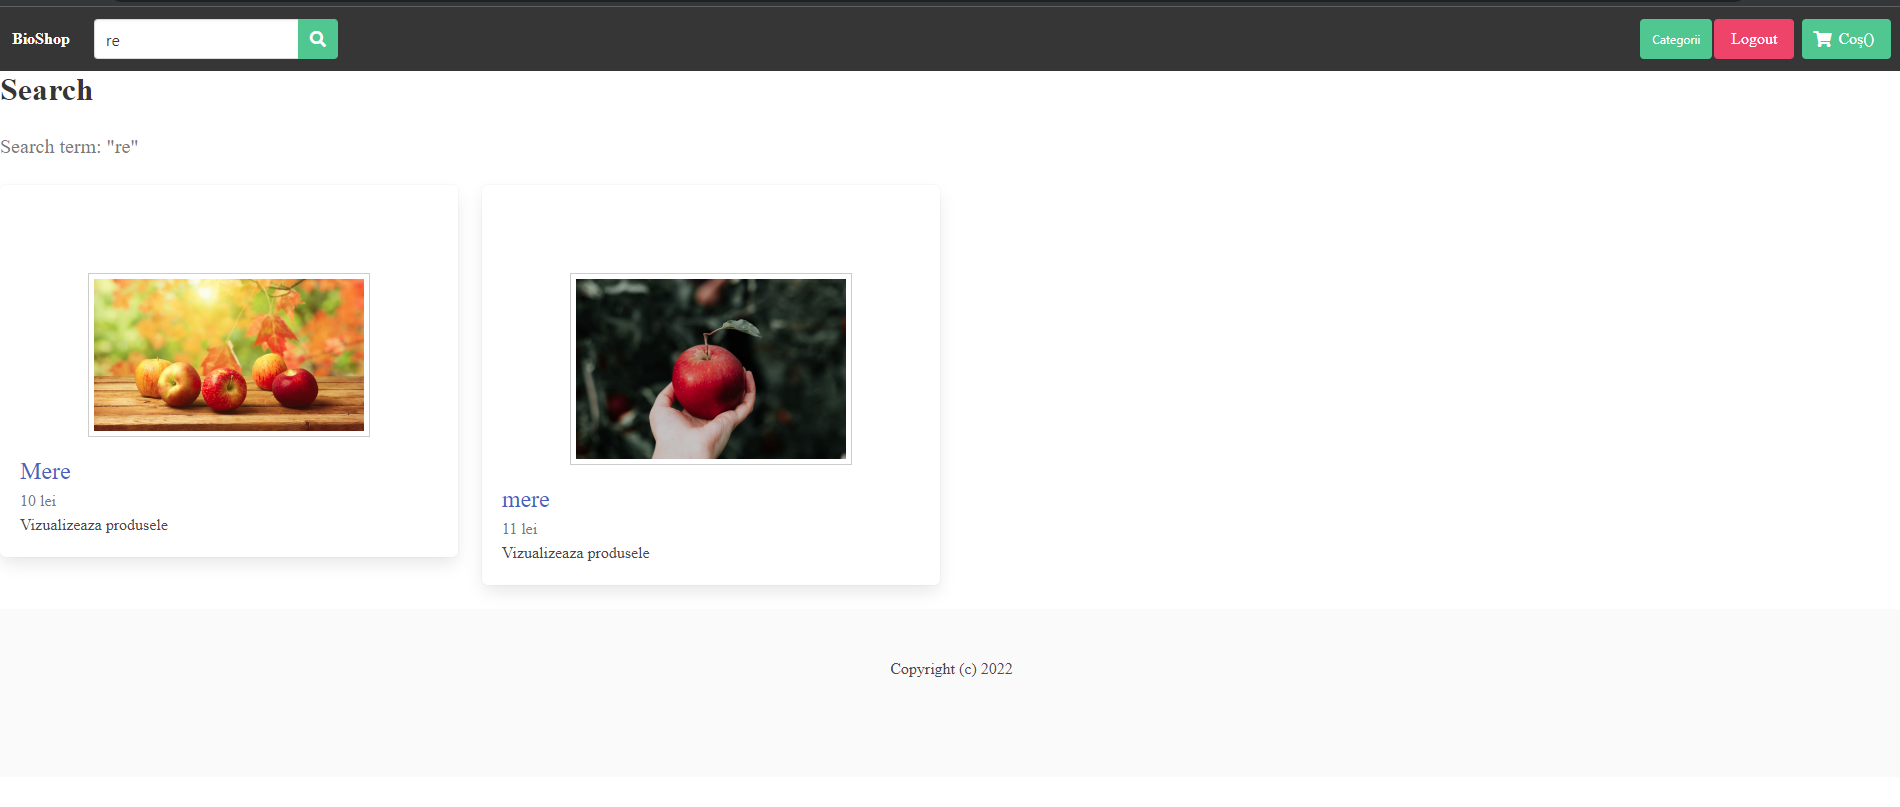 BioShop
re
Categorii
Logout
Coș()
Search
Search term: "re"
Mere
10 lei
Vizualizeaza produsele
mere
11 lei
Vizualizeaza produsele
Copyright (c) 2022